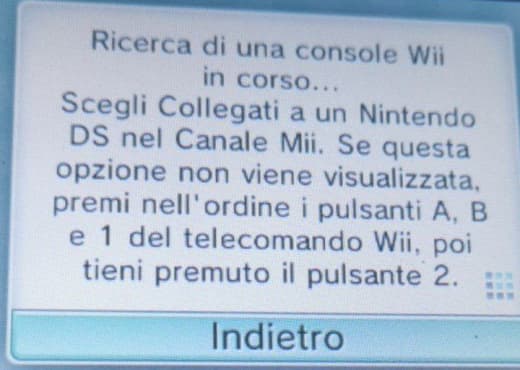 Ricerca di una console Wii
in corso...
Scegli Collegati a un Nintendo
DS nel Canale Mii. Se questa
opzione non viene visualizzata,
premi nell'ordine i pulsanti A, B
e 1 del telecomando Wii, poi
tieni premuto il pulsante 2.
Indietro